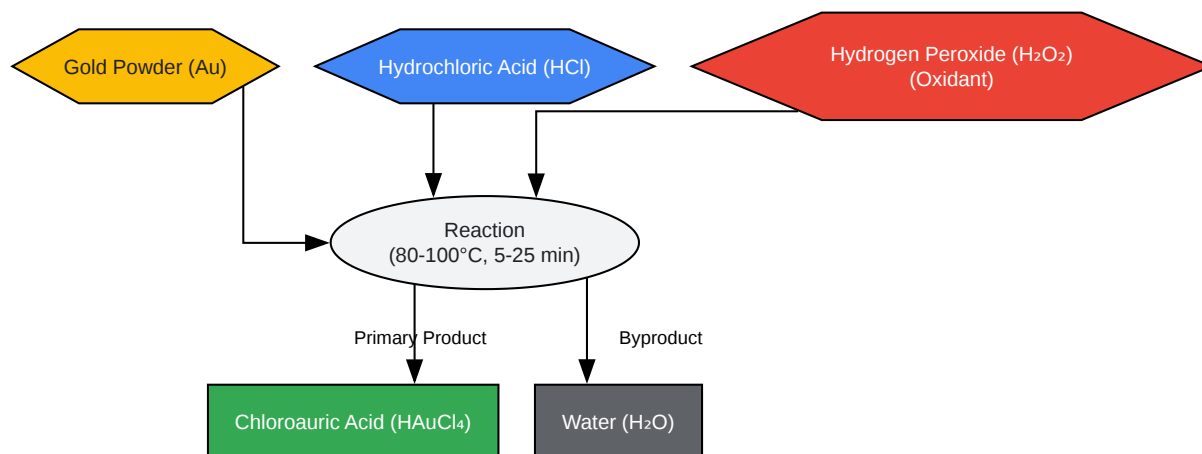 Gold Powder (Au)
Hydrochloric Acid (HCl)
Hydrogen Peroxide (H₂O₂)
(Oxidant)
Reaction
(80-100°C, 5-25 min)
Primary Product
Byproduct
Chloroauric Acid (HAuCl₄)
Water (H₂O)